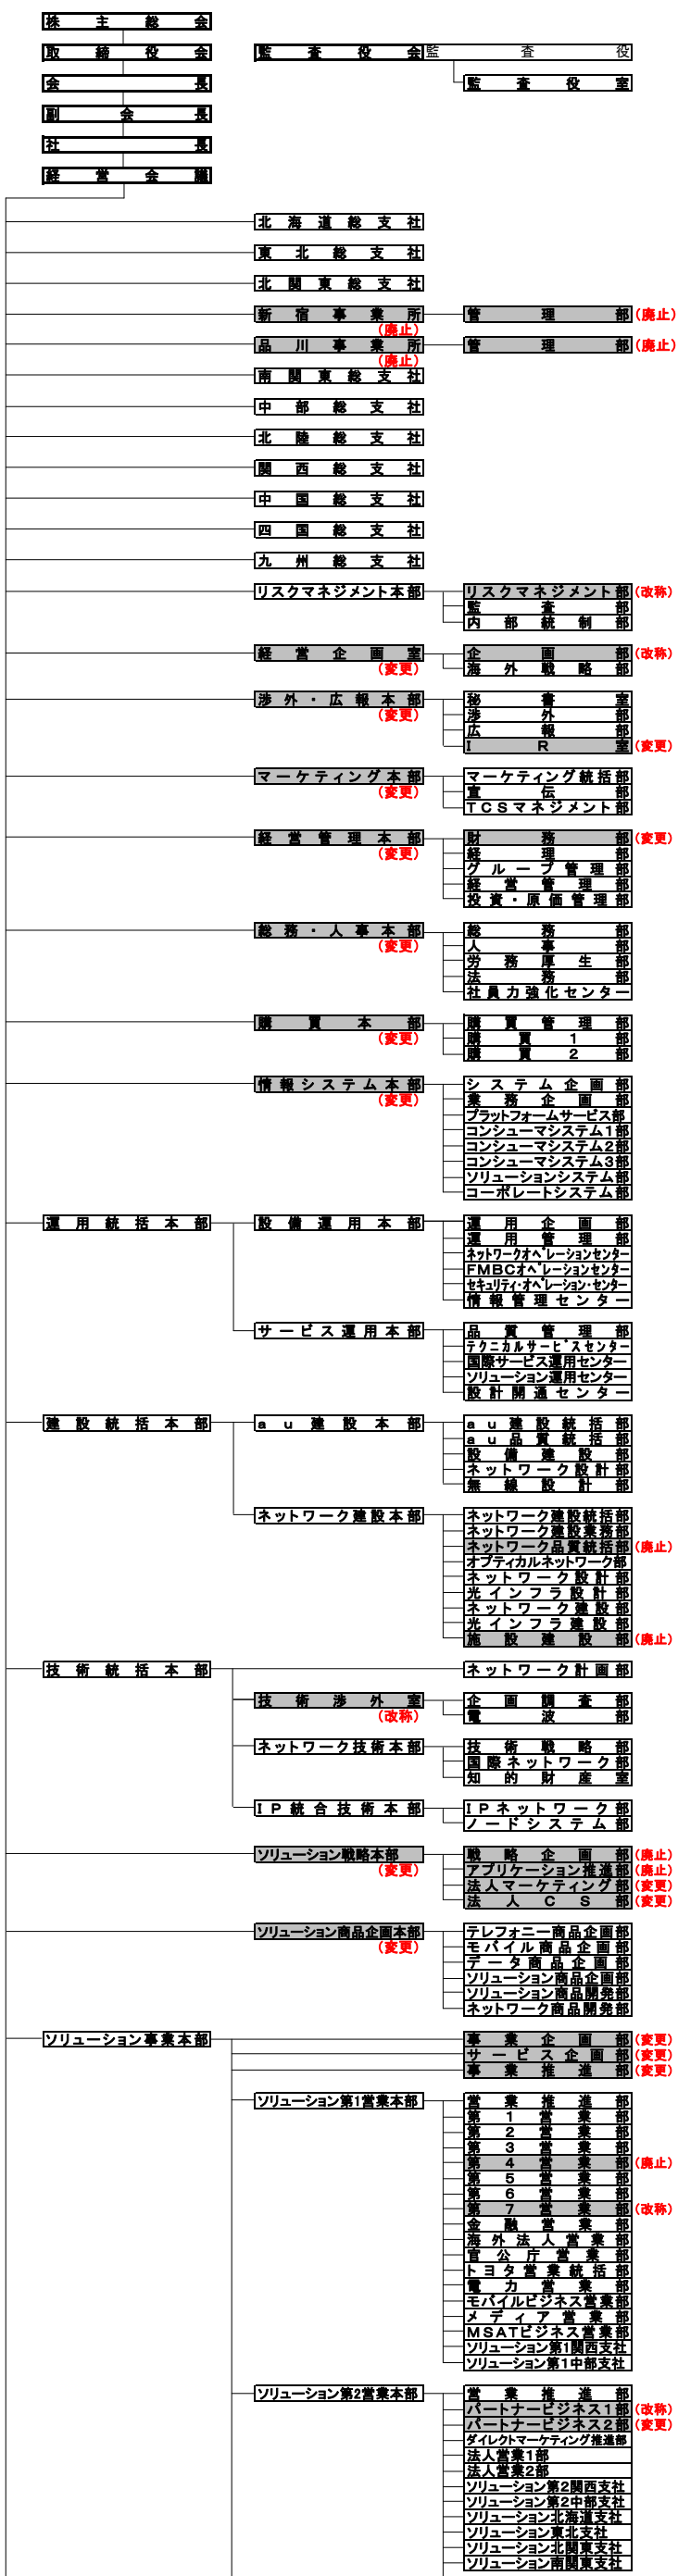 株主総会
取締役会 監査役会 監査役
会長 監査役室
副会長
社長
経営会議
北海道総支社
東北総支社
北関東総支社
新宿事業所 管理部 (廃止)
(廃止)
品川事業所 管理部 (廃止)
(廃止)
南関東総支社
中部総支社
北陸総支社
関西総支社
中国総支社
四国総支社
九州総支社
リスクマネジメント本部 リスクマネジメント部 (改称)
監査部
内部統制部
経営企画室 企画部 (改称)
(変更) 海外戦略部
渉外・広報本部 秘書室
(変更) 渉外部
広報部
IR室 (変更)
マーケティング本部 マーケティング統括部
(変更) 宣伝部
TCSマネジメント部
経営管理本部 財務部 (変更)
(変更) 経理部
グループ管理部
経営管理部
投資・原価管理部
総務・人事本部 総務部
(変更) 人事部
労務厚生部
法務部
社員力強化センター
購買本部 購買管理部
(変更) 購買1部
購買2部
情報システム本部 システム企画部
(変更) 業務企画部
プラットフォームサービス部
コンシューマシステム1部
コンシューマシステム2部
コンシューマシステム3部
ソリューションシステム部
コーポレートシステム部
運用統括本部 設備運用本部 運用企画部
運用管理部
ネットワークオペレーションセンター
FMBCオペレーションセンター
セキュリティ・オペレーション・センター
情報管理センター
サービス運用本部 品質管理部
テクニカルサービスセンター
国際サービス運用センター
ソリューション運用センター
設計開通センター
建設統括本部 au建設本部 au建設統括部
au品質統括部
設備建設部
ネットワーク設計部
無線設計部
ネットワーク建設本部 ネットワーク建設統括部
ネットワーク建設業務部
ネットワーク品質統括部 (廃止)
オプティカルネットワーク部
ネットワーク設計部
光インフラ設計部
ネットワーク建設部
光インフラ建設部
施設建設部 (廃止)
技術統括本部 ネットワーク計画部
技術渉外室 企画調査部
(改称) 電波部
ネットワーク技術本部 技術戦略部
国際ネットワーク部
知的財産室
IP統合技術本部 IPネットワーク部
ノードシステム部
ソリューション戦略本部 戦略企画部 (廃止)
(変更) アプリケーション推進部 (廃止)
法人マーケティング部 (変更)
法人CS部 (変更)
ソリューション商品企画本部 テレフォニー商品企画部
(変更) モバイル商品企画部
データ商品企画部
ソリューション商品企画部
ソリューション商品開発部
ネットワーク商品開発部
ソリューション事業本部 事業企画部 (変更)
サービス企画部 (変更)
事業推進部 (変更)
ソリューション第1営業本部 営業推進部
第1営業部
第2営業部
第3営業部
第4営業部 (廃止)
第5営業部
第6営業部
第7営業部 (改称)
金融営業部
海外法人営業部
官公庁営業部
トヨタ営業統括部
電力営業部
モバイルビジネス営業部
メディア営業部
MSATビジネス営業部
ソリューション第1関西支社
ソリューション第1中部支社
ソリューション第2営業本部 営業推進部
パートナービジネス1部 (改称)
パートナービジネス2部 (変更)
ダイレクトマーケティング推進部
法人営業1部
法人営業2部
ソリューション第2関西支社
ソリューション第2中部支社
ソリューション北海道支社
ソリューション東北支社
ソリューション北関東支社
ソリューション南関東支社